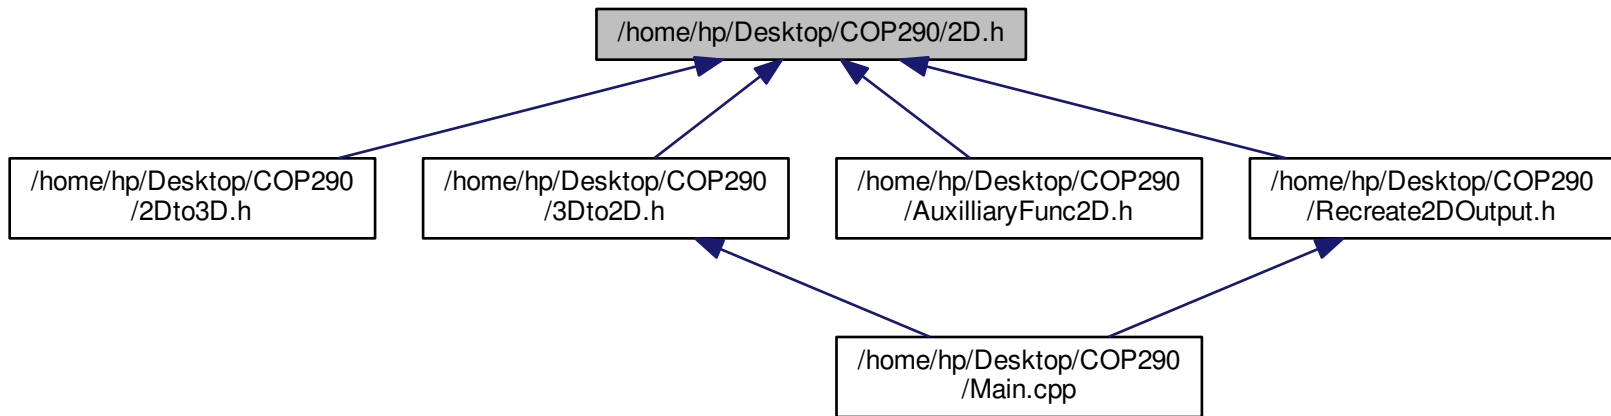 /home/hp/Desktop/COP290/2D.h
/home/hp/Desktop/COP290
/2Dto3D.h
/home/hp/Desktop/COP290
/3Dto2D.h
/home/hp/Desktop/COP290
/AuxilliaryFunc2D.h
/home/hp/Desktop/COP290
/Recreate2DOutput.h
/home/hp/Desktop/COP290
/Main.cpp